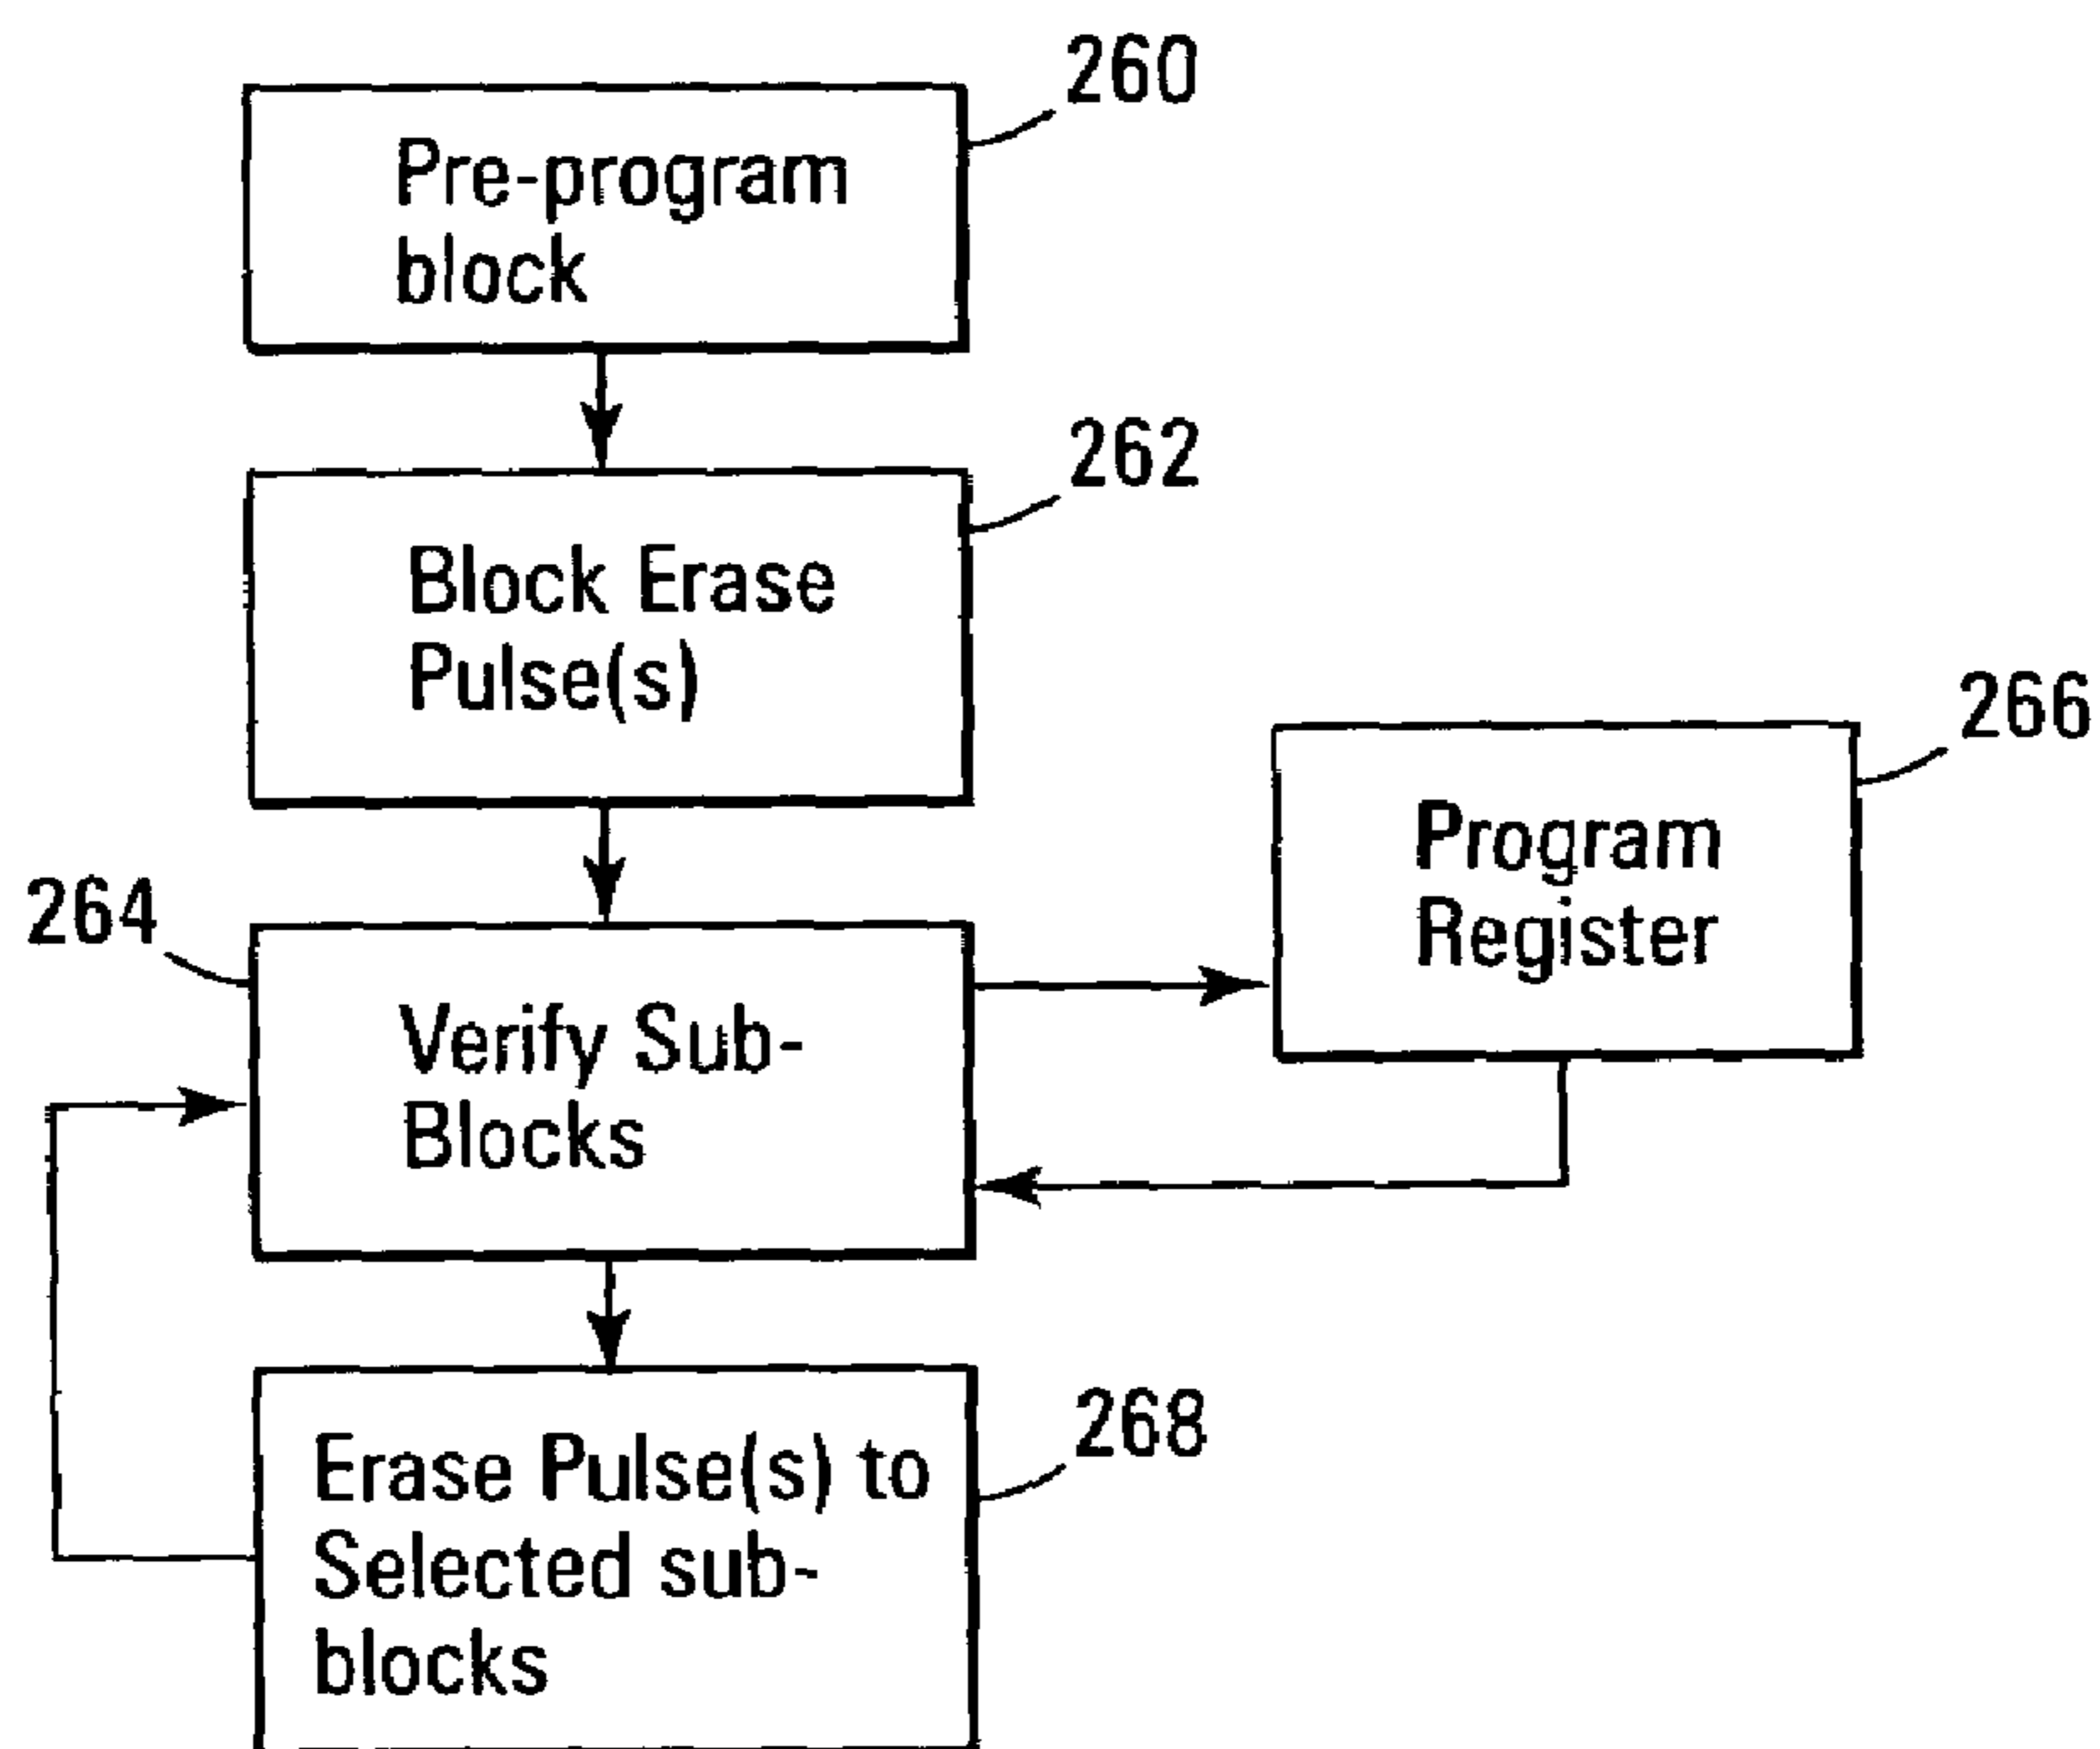 260
Pre-program
block
262
Block Erase
Pulse(s)
266
Program
Register
264
Verify Sub-
Blocks
268
Erase Pulse(s) to
Selected sub-
blocks